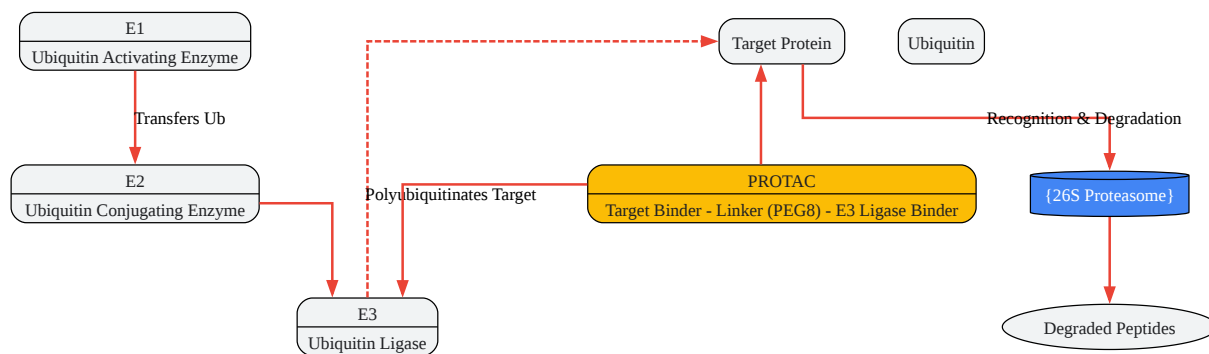 E1
Ubiquitin Activating Enzyme
Target Protein
Ubiquitin
Transfers Ub
Recognition & Degradation
E2
Ubiquitin Conjugating Enzyme
Polyubiquitinates Target
PROTAC
Target Binder - Linker (PEG8) - E3 Ligase Binder
{26S Proteasome}
E3
Ubiquitin Ligase
Degraded Peptides